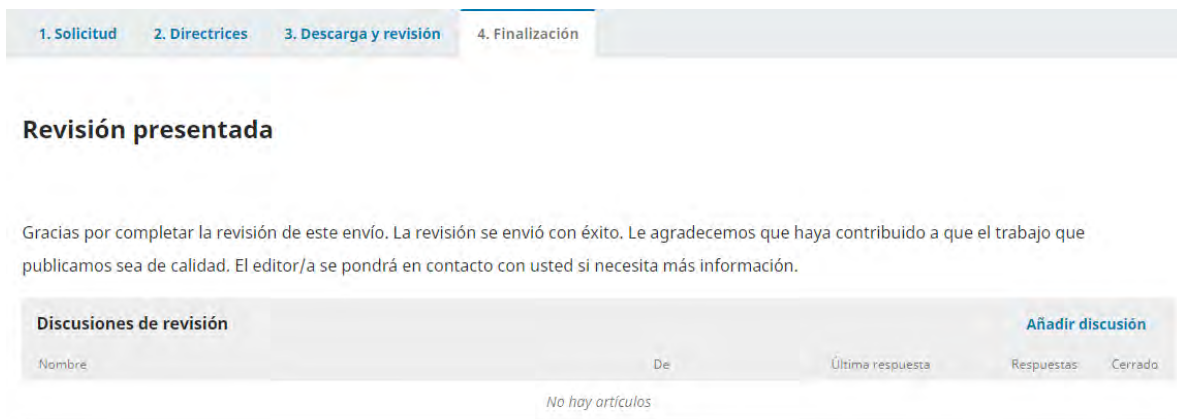 1. Solicitud 2. Directrices 3. Descarga y revisión 4. Finalización
Revisión presentada
Gracias por completar la revisión de este envío. La revisión se envió con éxito. Le agradecemos que haya contribuido a que el trabajo que
publicamos sea de calidad. El editor/a se pondrá en contacto con usted si necesita más información.
Discusiones de revisión Añadir discusión
Nombre De Última respuesta Respuestas Cerrado
No hay artículos